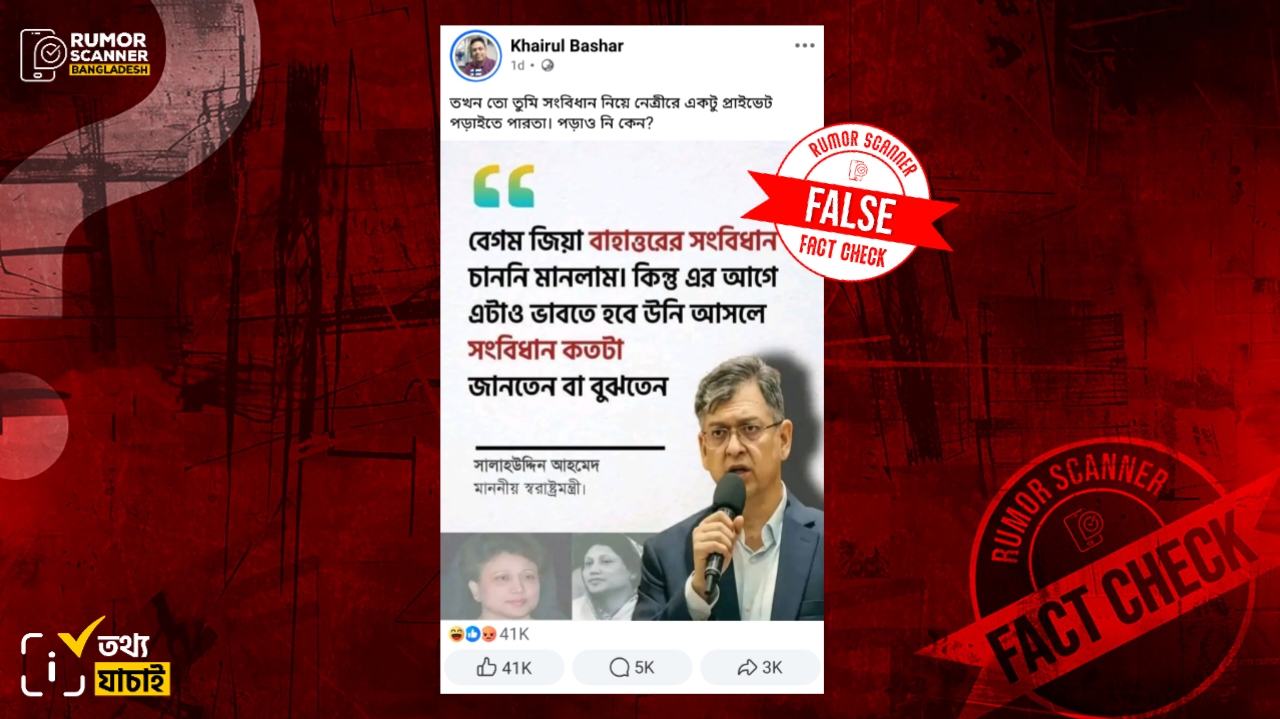 RUMOR
SCANNER
BANGLADESH
Khairul Bashar
1d
তখন তো তুমি সংবিধান নিয়ে নেত্রীরে একটু প্রাইভেট
পড়াইতে পারতা। পড়াও নি কেন?
বেগম জিয়া বাহাত্তরের সংবিধান
চাননি মানলাম। কিন্তু এর আগে
এটাও ভাবতে হবে উনি আসলে
সংবিধান কতটা
জানতেন বা বুঝতেন
সালাহউদ্দিন আহমেদ
মাননীয় স্বরাষ্ট্রমন্ত্রী।
41K
41K
5K
3K
RUMOR SCANNER
FALSE
FACT CHECK
RUMOR SCANNER
FACT CHECK
তথ্য
যাচাই